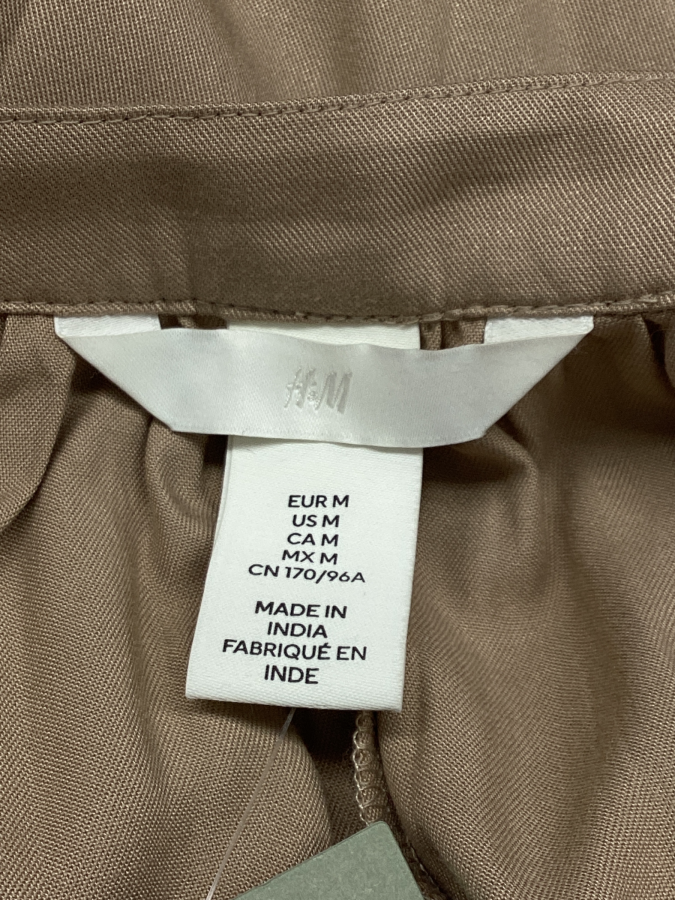 H&M
EUR M
US M
CA M
MX M
CN 170/96A
MADE IN
INDIA
FABRIQUÉ EN
INDE